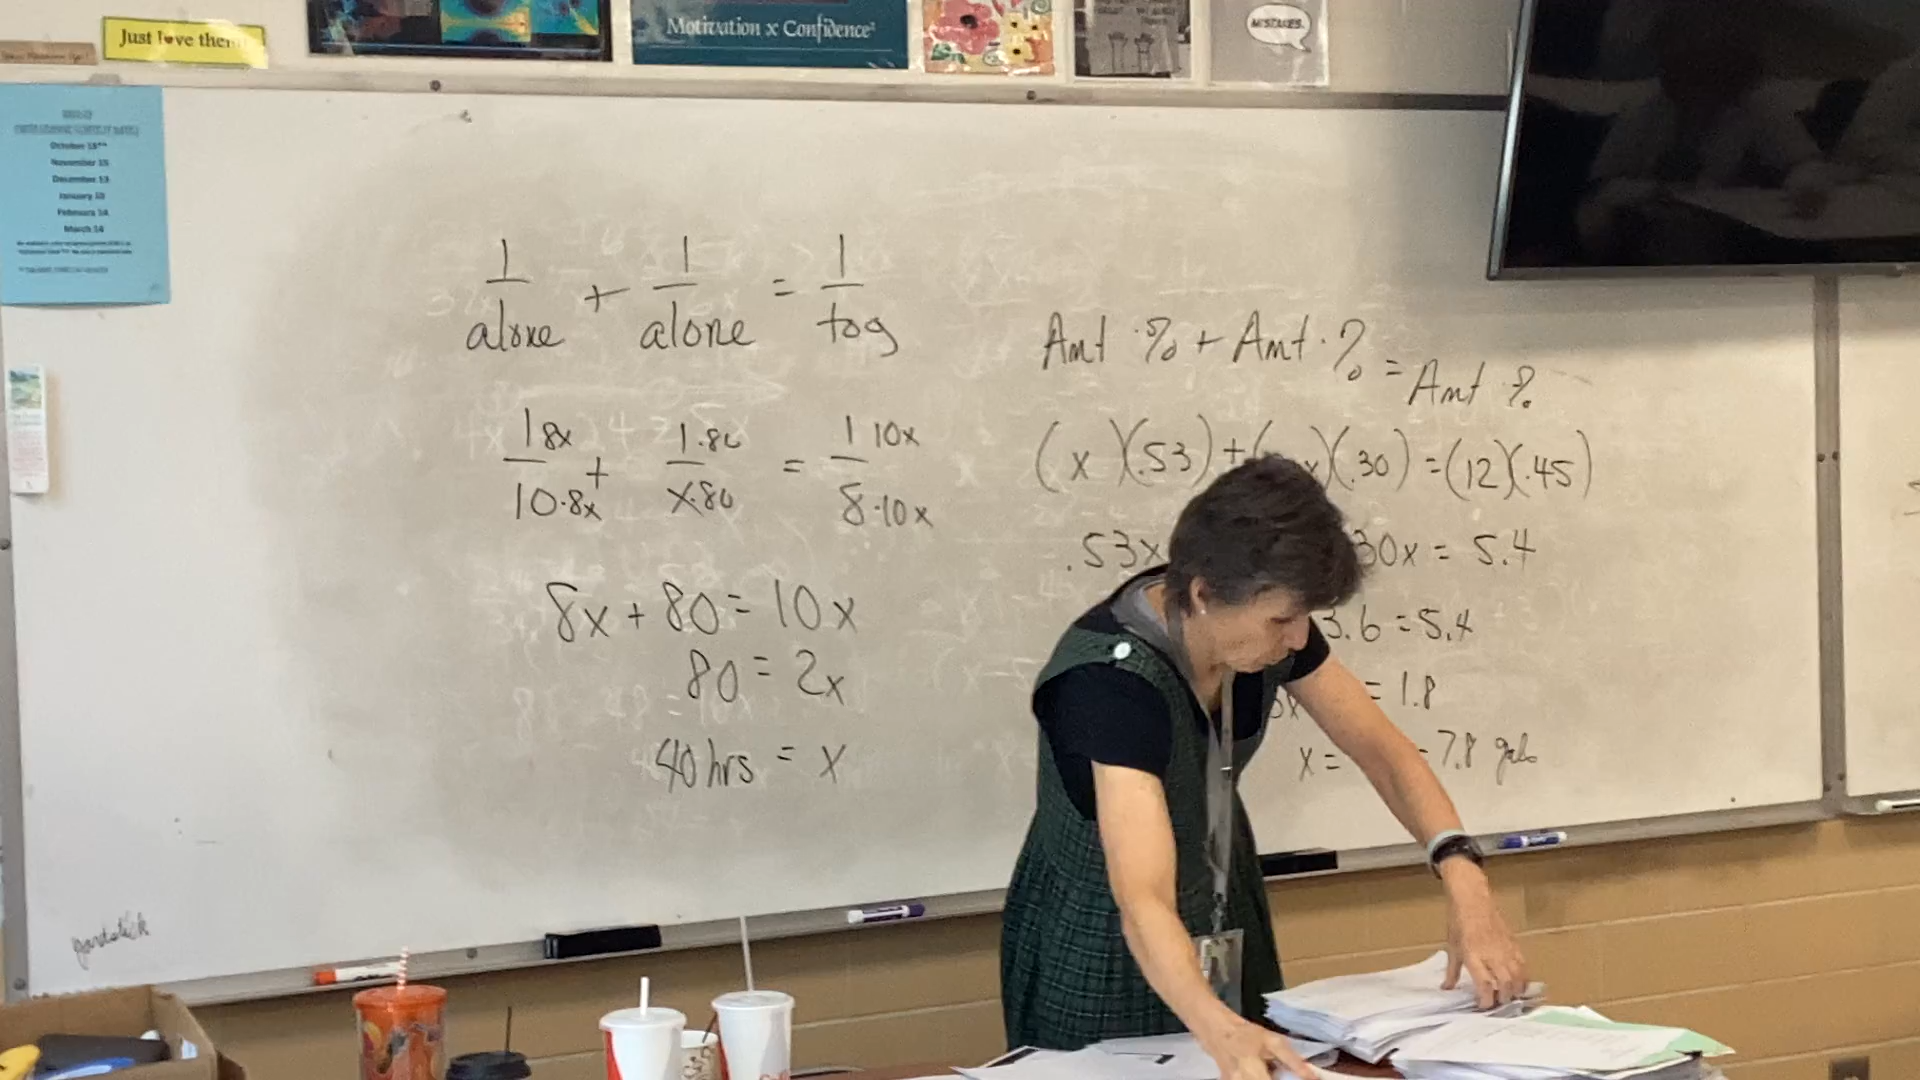 Just love them
Motivation x Confidence²
MISTAKES.
October 18**
November 15
December 13
January 10
February 14
March 14
1/alone + 1/alone = 1/tog
Amt · % + Amt · % = Amt %
1 8x/10·8x + 1·80/x·80 = 1 10x/8·10x
(x)(.53) + ( x)(.30) = (12)(.45)
.53x 30x = 5.4
8x + 80 = 10x
3.6 = 5.4
80 = 2x
= 1.8
40 hrs = x
x = 7.8 gals
yardstick